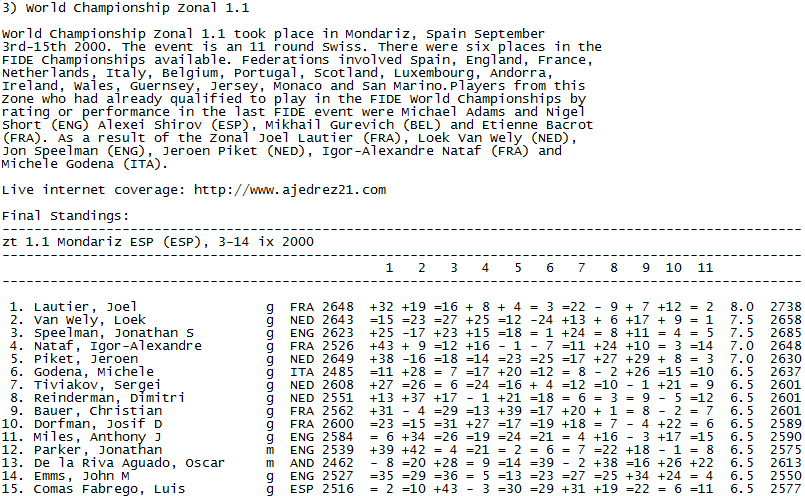 3) World Championship Zonal 1.1
World Championship Zonal 1.1 took place in Mondariz, Spain September
3rd-15th 2000. The event is an 11 round Swiss. There were six places in the
FIDE Championships available. Federations involved Spain, England, France,
Netherlands, Italy, Belgium, Portugal, Scotland, Luxembourg, Andorra,
Ireland, Wales, Guernsey, Jersey, Monaco and San Marino.Players from this
Zone who had already qualified to play in the FIDE World Championships by
rating or performance in the last FIDE event were Michael Adams and Nigel
Short (ENG) Alexei Shirov (ESP), Mikhail Gurevich (BEL) and Etienne Bacrot
(FRA). As a result of the Zonal Joel Lautier (FRA), Loek Van Wely (NED),
Jon Speelman (ENG), Jeroen Piket (NED), Igor-Alexandre Nataf (FRA) and
Michele Godena (ITA).
Live internet coverage: http://www.ajedrez21.com
Final Standings:
----------------------------------------------------------------------------------------------------
zt 1.1 Mondariz ESP (ESP), 3-14 ix 2000
----------------------------------------------------------------------------------------------------
1 2 3 4 5 6 7 8 9 10 11
----------------------------------------------------------------------------------------------------
1. Lautier, Joel g FRA 2648 +32 +19 =16 + 8 + 4 = 3 =22 - 9 + 7 +12 = 2 8.0 2738
2. Van Wely, Loek g NED 2643 =15 =23 =27 +25 =12 -24 +13 + 6 +17 + 9 = 1 7.5 2658
3. Speelman, Jonathan S g ENG 2623 +25 -17 +23 +15 =18 = 1 +24 = 8 +11 = 4 = 5 7.5 2685
4. Nataf, Igor-Alexandre g FRA 2526 +43 + 9 =12 +16 - 1 - 7 =11 +24 +10 = 3 =14 7.0 2648
5. Piket, Jeroen g NED 2649 +38 -16 =18 =14 =23 =25 =17 +27 +29 + 8 = 3 7.0 2630
6. Godena, Michele g ITA 2485 =11 +28 = 7 =17 +20 =12 = 8 - 2 +26 =15 =10 6.5 2637
7. Tiviakov, Sergei g NED 2608 +27 =26 = 6 =24 =16 + 4 =12 =10 - 1 +21 = 9 6.5 2601
8. Reinderman, Dimitri g NED 2551 +13 +37 +17 - 1 +21 =18 = 6 = 3 = 9 - 5 =12 6.5 2601
9. Bauer, Christian g FRA 2562 +31 - 4 =29 =13 +39 =17 +20 + 1 = 8 - 2 = 7 6.5 2601
10. Dorfman, Josif D g FRA 2600 =23 =15 =31 +27 =17 =19 +18 = 7 - 4 +22 = 6 6.5 2589
11. Miles, Anthony J g ENG 2584 = 6 +34 =26 =19 =24 =21 = 4 +16 - 3 +17 =15 6.5 2590
12. Parker, Jonathan m ENG 2539 +39 +42 = 4 =21 = 2 = 6 = 7 =22 +18 - 1 = 8 6.5 2575
13. De la Riva Aguado, Oscar m AND 2462 - 8 =20 +28 = 9 =14 =39 - 2 +38 =16 +26 +22 6.5 2613
14. Emms, John M g ENG 2527 =35 =29 =36 = 5 =13 =23 =27 =25 +34 +24 = 4 6.5 2550
15. Comas Fabrego, Luis g ESP 2516 = 2 =10 +43 - 3 =30 =29 +31 +19 =22 = 6 =11 6.5 2577